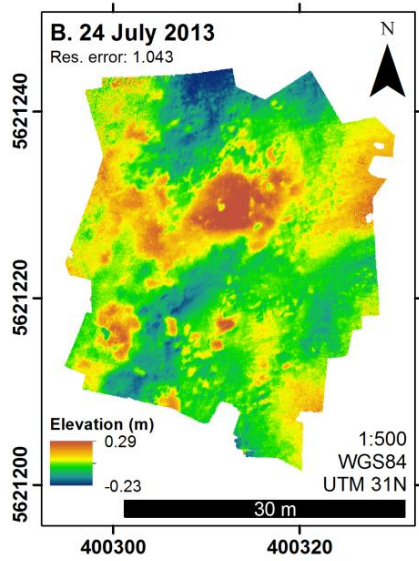 B. 24 July 2013
Res. error: 1.043
N
5621240
5621220
5621200
Elevation (m)
0.29
-0.23
1:500
WGS84
UTM 31N
30 m
400300
400320